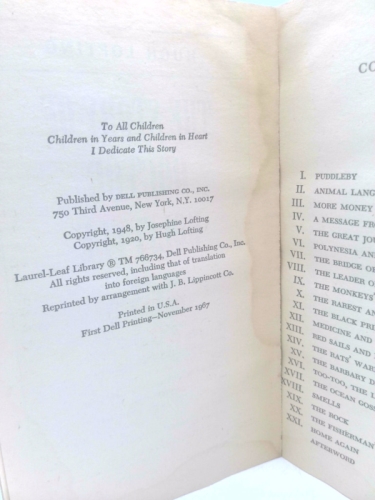 To All Children
Children in Years and Children in Heart
I Dedicate This Story
Published by DELL PUBLISHING CO., INC.
750 Third Avenue, New York, N.Y. 10017
Copyright, 1948, by Josephine Lofting
Copyright, 1920, by Hugh Lofting
Laurel-Leaf Library ® TM 766734, Dell Publishing Co., Inc.
All rights reserved, including that of translation
into foreign languages
Reprinted by arrangement with J. B. Lippincott Co.
Printed in U.S.A.
First Dell Printing—November 1967
CO
I. PUDDLEBY
II. ANIMAL LANG
III. MORE MONEY
IV. A MESSAGE FRO
V. THE GREAT JOU
VI. POLYNESIA AN
VII. THE BRIDGE OF
VIII. THE LEADER O
IX. THE MONKEYS'
X. THE RAREST AN
XI. THE BLACK PRI
XII. MEDICINE AND
XIII. RED SAILS AND
XIV. THE RATS' WAR
XV. THE BARBARY D
XVI. TOO-TOO, THE L
XVII. THE OCEAN GOS
XVIII. SMELLS
XIX. THE ROCK
XX. THE FISHERMAN'
XXI. HOME AGAIN
AFTERWORD